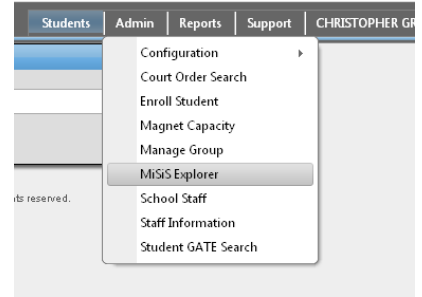 Students Admin Reports Support CHRISTOPHER GR
Configuration
Court Order Search
Enroll Student
Magnet Capacity
Manage Group
MiSiS Explorer
nts reserved.
School Staff
Staff Information
Student GATE Search